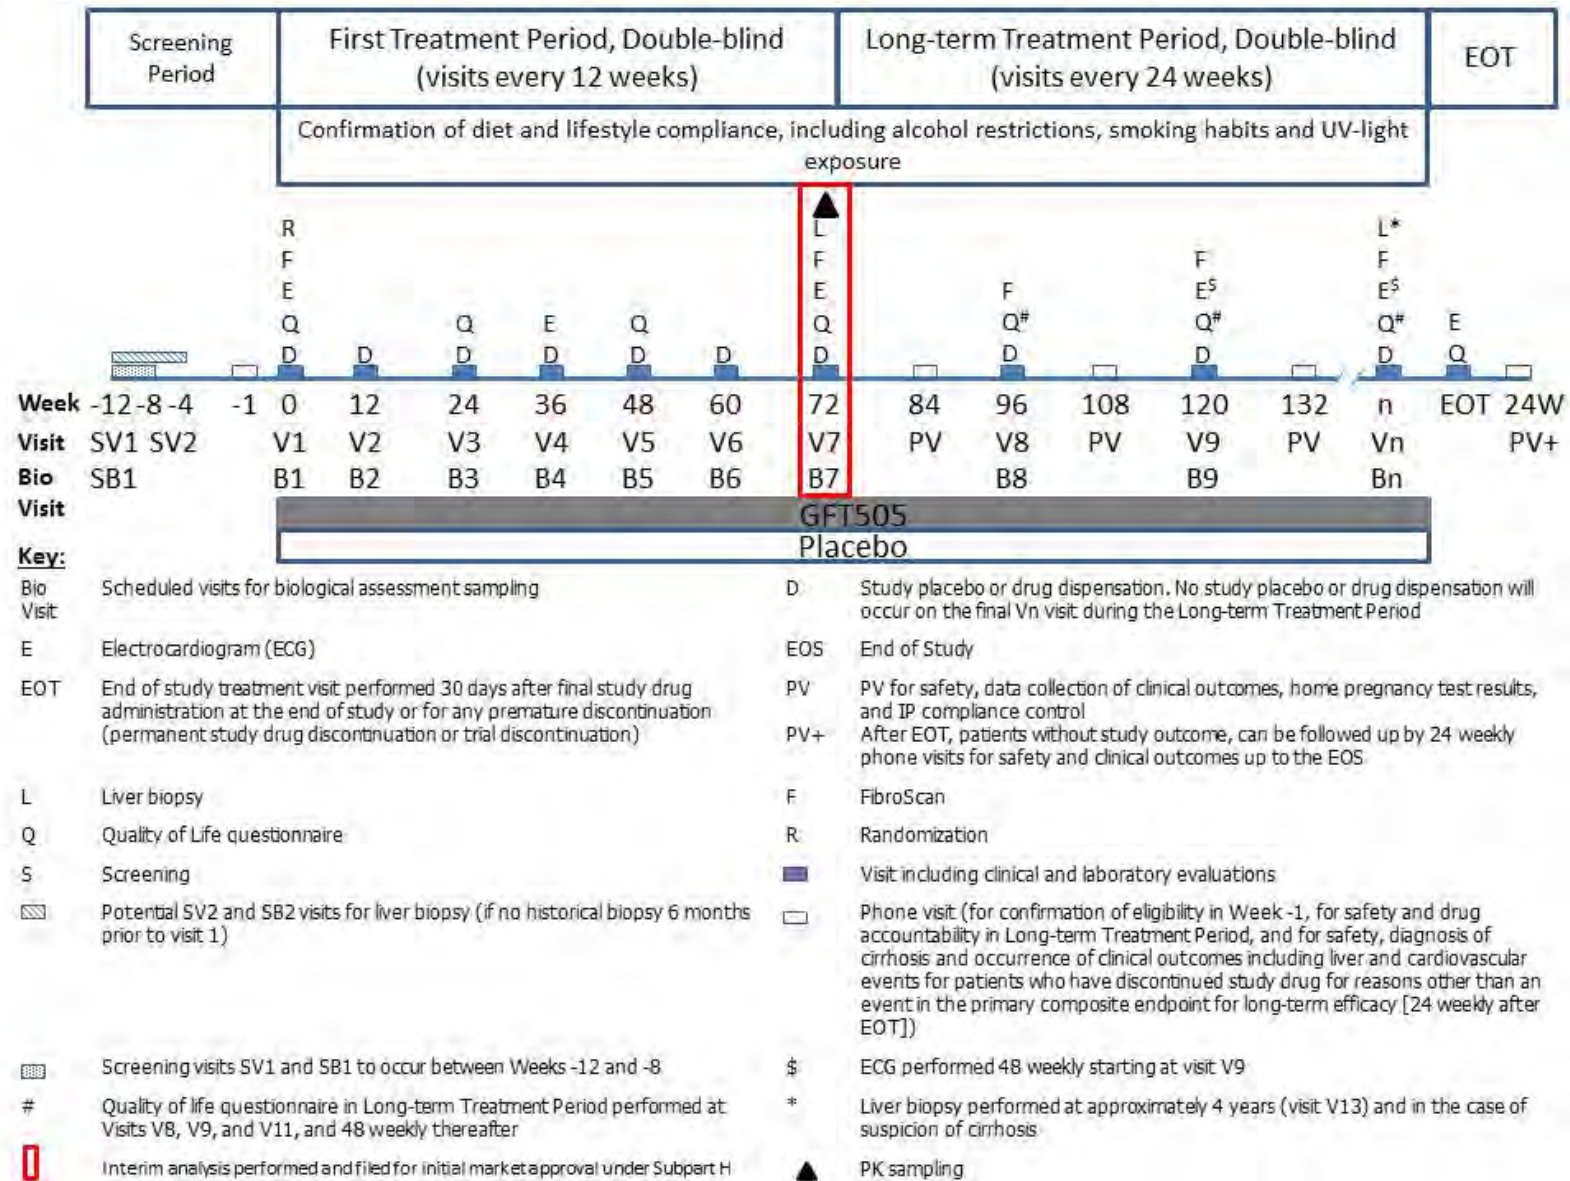 Screening
Period
First Treatment Period, Double-blind
(visits every 12 weeks)
Long-term Treatment Period, Double-blind
(visits every 24 weeks)
EOT
Confirmation of diet and lifestyle compliance, including alcohol restrictions, smoking habits and UV-light
exposure
R L L*
F F F F
E E F E$ E$
Q Q E Q Q Q# Q# Q# E
D D D D D D D D D D Q
Week -12 -8 -4 -1 0 12 24 36 48 60 72 84 96 108 120 132 n EOT 24W
Visit SV1 SV2 V1 V2 V3 V4 V5 V6 V7 PV V8 PV V9 PV Vn PV+
Bio SB1 B1 B2 B3 B4 B5 B6 B7 B8 B9 Bn
Visit
GFT505
Placebo
Key:
Bio Scheduled visits for biological assessment sampling
Visit
E Electrocardiogram (ECG)
EOT End of study treatment visit performed 30 days after final study drug
administration at the end of study or for any premature discontinuation
(permanent study drug discontinuation or trial discontinuation)
L Liver biopsy
Q Quality of Life questionnaire
S Screening
Potential SV2 and SB2 visits for liver biopsy (if no historical biopsy 6 months
prior to visit 1)
Screening visits SV1 and SB1 to occur between Weeks -12 and -8
# Quality of life questionnaire in Long-term Treatment Period performed at
Visits V8, V9, and V11, and 48 weekly thereafter
Interim analysis performed and filed for initial market approval under Subpart H
D Study placebo or drug dispensation. No study placebo or drug dispensation will
occur on the final Vn visit during the Long-term Treatment Period
EOS End of Study
PV PV for safety, data collection of clinical outcomes, home pregnancy test results,
and IP compliance control
PV+ After EOT, patients without study outcome, can be followed up by 24 weekly
phone visits for safety and clinical outcomes up to the EOS
F FibroScan
R Randomization
Visit including clinical and laboratory evaluations
Phone visit (for confirmation of eligibility in Week -1, for safety and drug
accountability in Long-term Treatment Period, and for safety, diagnosis of
cirrhosis and occurrence of clinical outcomes including liver and cardiovascular
events for patients who have discontinued study drug for reasons other than an
event in the primary composite endpoint for long-term efficacy [24 weekly after
EOT])
$ ECG performed 48 weekly starting at visit V9
* Liver biopsy performed at approximately 4 years (visit V13) and in the case of
suspicion of cirrhosis
PK sampling